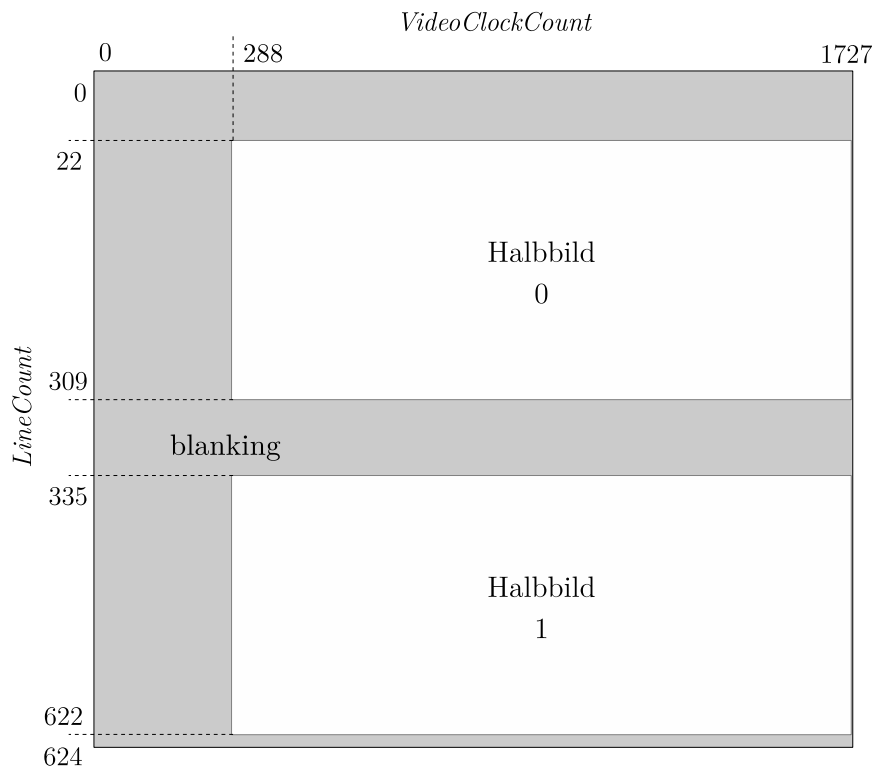 VideoClockCount
0
288
1727
0
22
Halbbild
0
LineCount
309
blanking
335
Halbbild
1
622
624